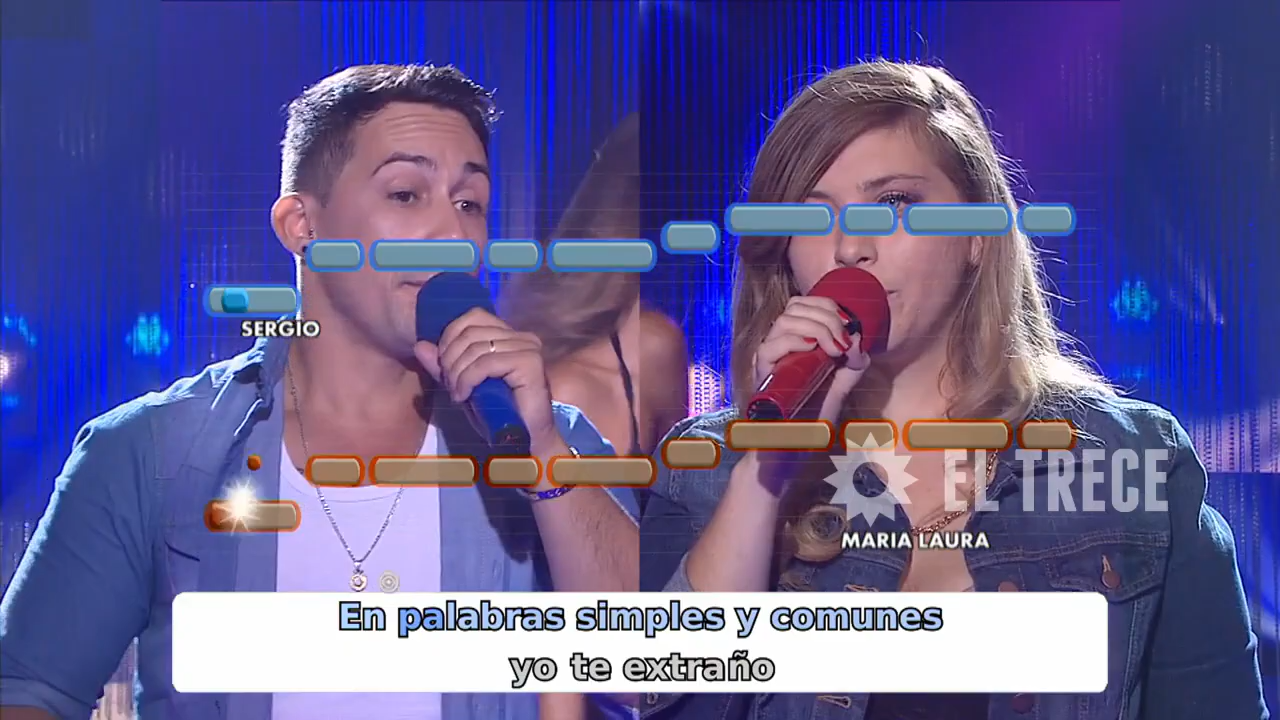 SERGIO
EL TRECE
MARIA LAURA
En palabras simples y comunes
yo te extraño